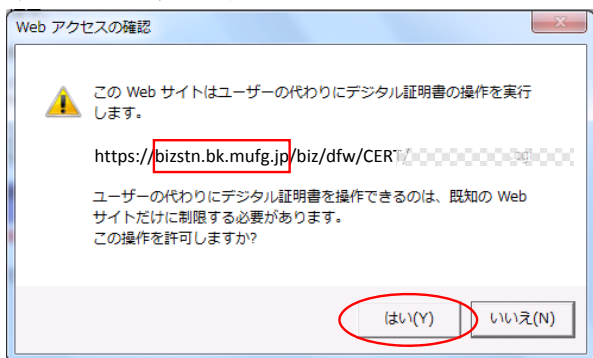 Web アクセスの確認
この Web サイトはユーザーの代わりにデジタル証明書の操作を実行
します。
https://bizstn.bk.mufg.jp/biz/dfw/CERT/
ユーザーの代わりにデジタル証明書を操作できるのは、既知の Web
サイトだけに制限する必要があります。
この操作を許可しますか?
はい(Y)
いいえ(N)